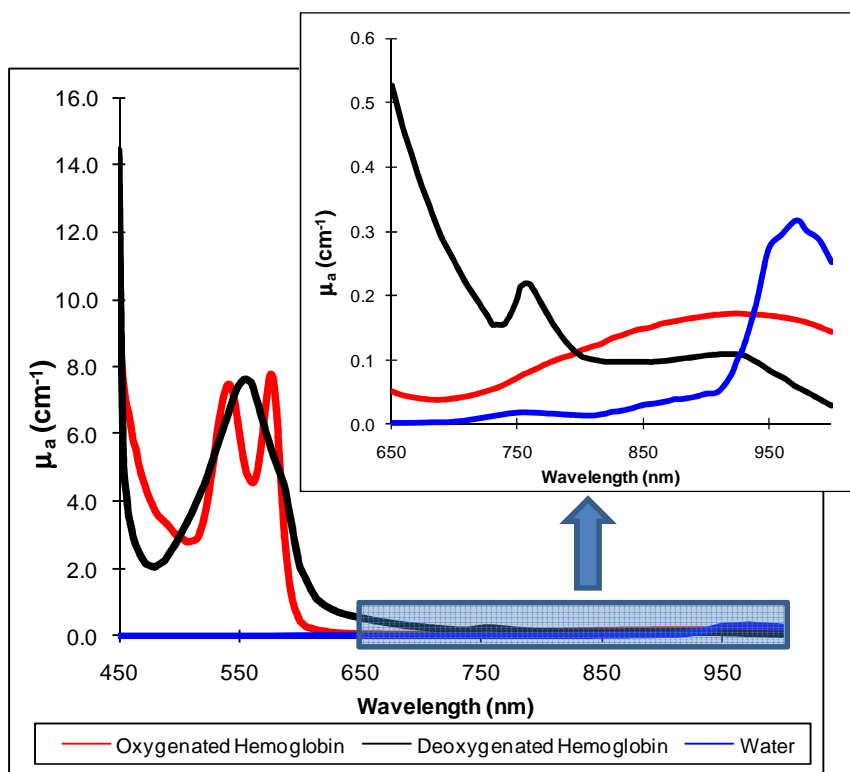 0.6
0.5
0.4
0.3
0.2
0.1
0.0
μa (cm-1)
650 750 850 950
Wavelength (nm)
16.0
14.0
12.0
10.0
8.0
6.0
4.0
2.0
0.0
μa (cm-1)
450 550 650 750 850 950
Wavelength (nm)
Oxygenated Hemoglobin Deoxygenated Hemoglobin Water